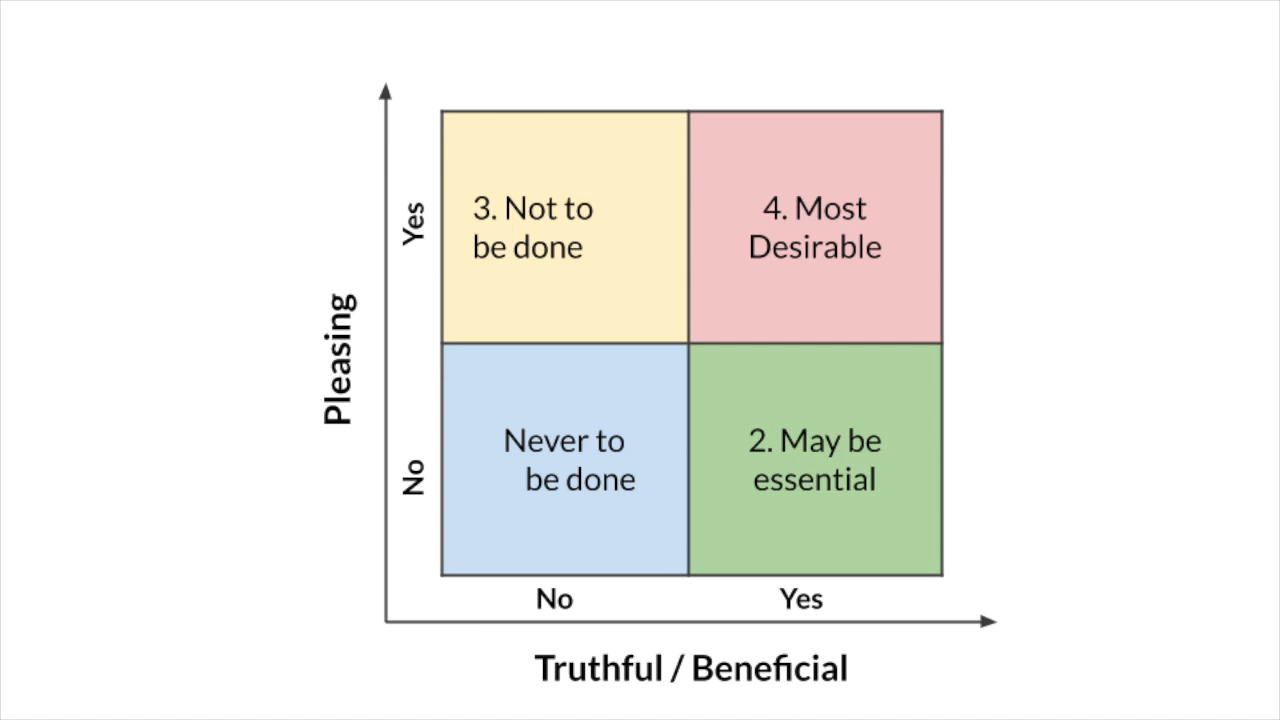 Pleasing
Yes
No
3. Not to
be done
4. Most
Desirable
Never to
be done
2. May be
essential
No
Yes
Truthful / Beneficial